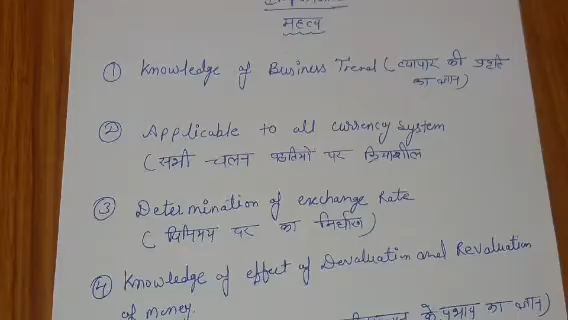 महत्व
① Knowledge of Business Trend (व्यापार की प्रवृति
का ज्ञान)
② Applicable to all currency system
(सभी चलन पद्धतियो पर क्रियाशील
③ Determination of exchange Rate
( विनिमय दर का निर्धारण)
④ Knowledge of effect of Devaluation and Revaluation
of money.
के प्रभाव का ज्ञान)